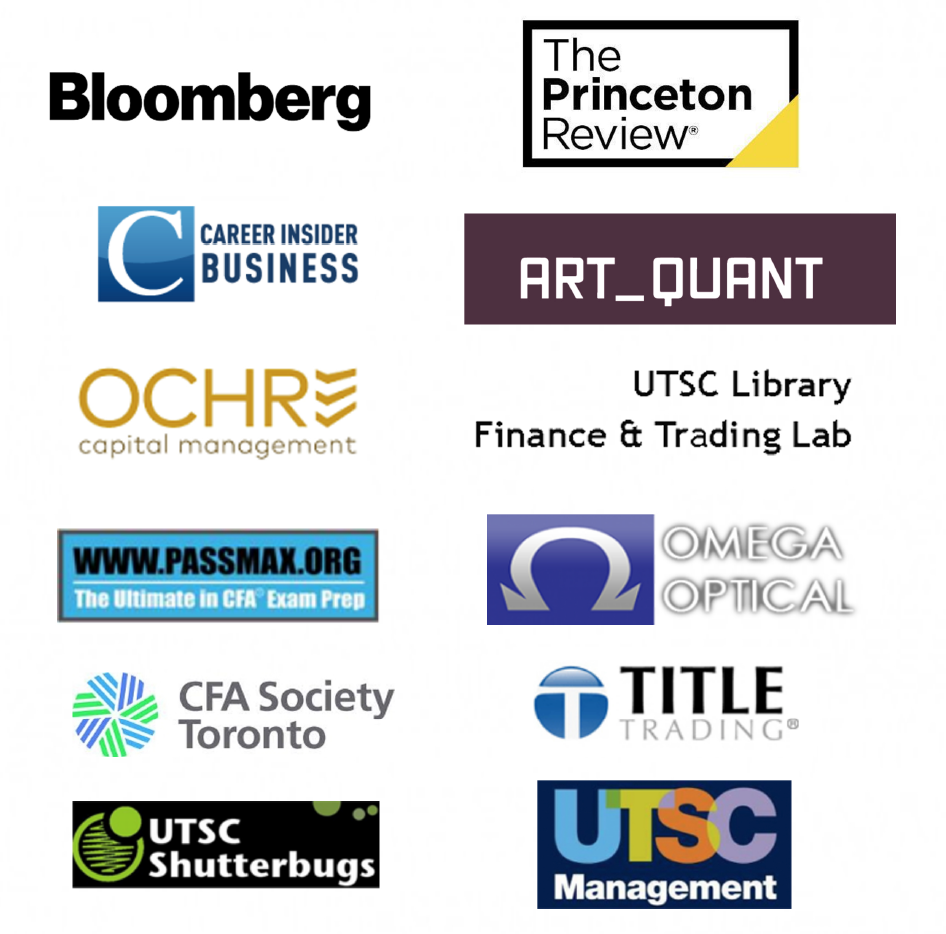 Bloomberg
The
Princeton
Review®
C
CAREER INSIDER
BUSINESS
ART_QUANT
OCHRE
capital management
UTSC Library
Finance & Trading Lab
WWW.PASSMAX.ORG
The Ultimate in CFA® Exam Prep
Ω
OMEGA
OPTICAL
CFA Society
Toronto
T
TITLE
TRADING®
UTSC
Shutterbugs
UTSC
Management